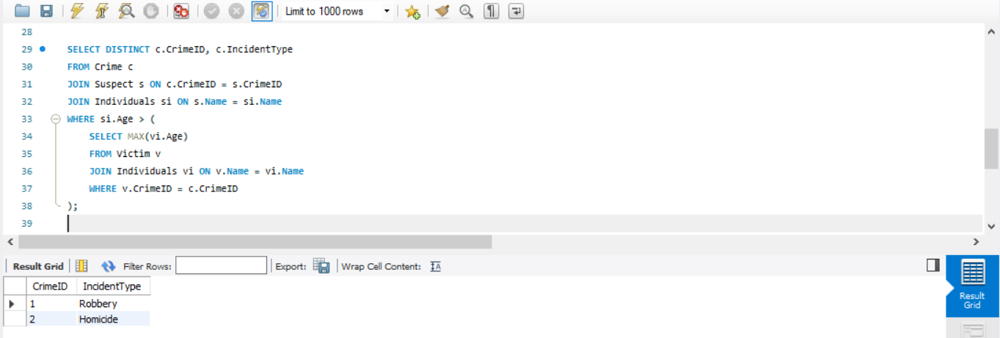 Limit to 1000 rows
28
29 SELECT DISTINCT c.CrimeID, c.IncidentType
30 FROM Crime c
31 JOIN Suspect s ON c.CrimeID = s.CrimeID
32 JOIN Individuals si ON s.Name = si.Name
33 WHERE si.Age > (
34 SELECT MAX(vi.Age)
35 FROM Victim v
36 JOIN Individuals vi ON v.Name = vi.Name
37 WHERE v.CrimeID = c.CrimeID
38 );
39
Result Grid Filter Rows: Export: Wrap Cell Content:
CrimeID IncidentType
1 Robbery
2 Homicide
Result
Grid